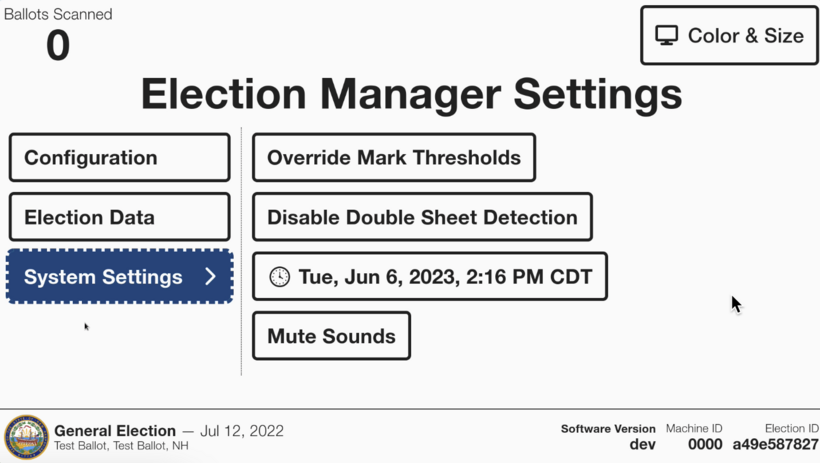 Ballots Scanned
0
Color & Size
Election Manager Settings
Configuration
Election Data
System Settings
Override Mark Thresholds
Disable Double Sheet Detection
Tue, Jun 6, 2023, 2:16 PM CDT
Mute Sounds
General Election — Jul 12, 2022
Test Ballot, Test Ballot, NH
Software Version
dev
Machine ID
0000
Election ID
a49e587827